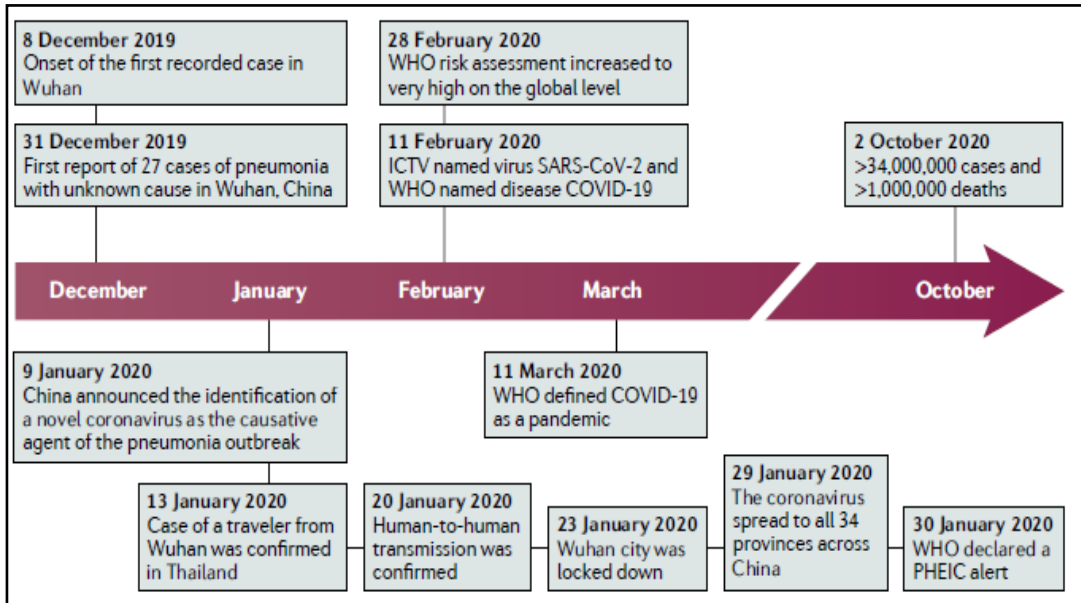 8 December 2019
Onset of the first recorded case in
Wuhan
31 December 2019
First report of 27 cases of pneumonia
with unknown cause in Wuhan, China
28 February 2020
WHO risk assessment increased to
very high on the global level
11 February 2020
ICTV named virus SARS-CoV-2 and
WHO named disease COVID-19
2 October 2020
>34,000,000 cases and
>1,000,000 deaths
December
January
February
March
October
9 January 2020
China announced the identification of
a novel coronavirus as the causative
agent of the pneumonia outbreak
11 March 2020
WHO defined COVID-19
as a pandemic
13 January 2020
Case of a traveler from
Wuhan was confirmed
in Thailand
20 January 2020
Human-to-human
transmission was
confirmed
23 January 2020
Wuhan city was
locked down
29 January 2020
The coronavirus
spread to all 34
provinces across
China
30 January 2020
WHO declared a
PHEIC alert